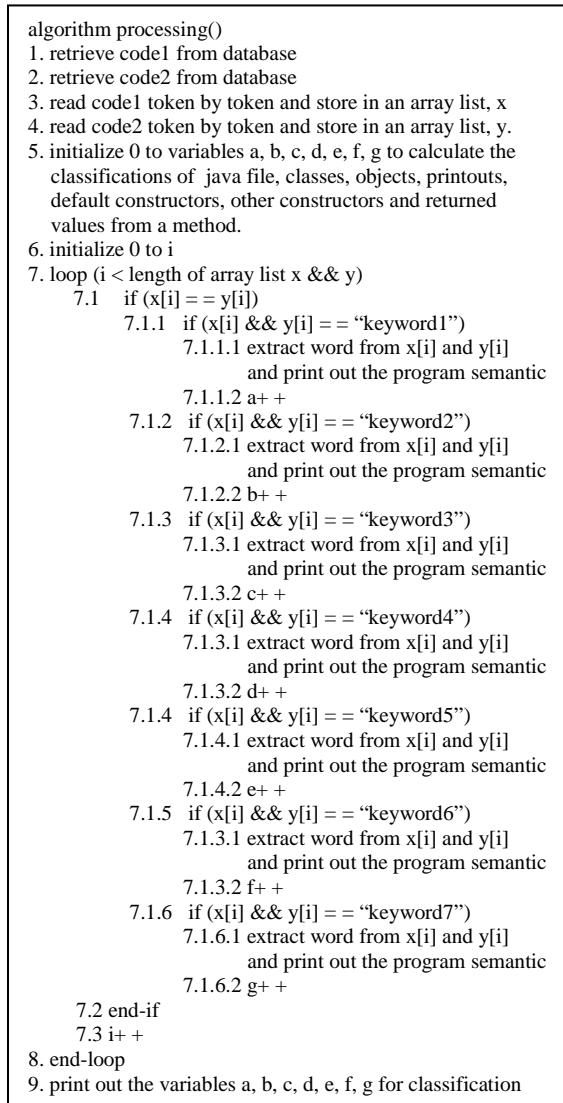 algorithm processing()
1. retrieve code1 from database
2. retrieve code2 from database
3. read code1 token by token and store in an array list, x
4. read code2 token by token and store in an array list, y.
5. initialize 0 to variables a, b, c, d, e, f, g to calculate the
classifications of java file, classes, objects, printouts,
default constructors, other constructors and returned
values from a method.
6. initialize 0 to i
7. loop (i < length of array list x && y)
7.1 if (x[i] = = y[i])
7.1.1 if (x[i] && y[i] = = “keyword1”)
7.1.1.1 extract word from x[i] and y[i]
and print out the program semantic
7.1.1.2 a+ +
7.1.2 if (x[i] && y[i] = = “keyword2”)
7.1.2.1 extract word from x[i] and y[i]
and print out the program semantic
7.1.2.2 b+ +
7.1.3 if (x[i] && y[i] = = “keyword3”)
7.1.3.1 extract word from x[i] and y[i]
and print out the program semantic
7.1.3.2 c+ +
7.1.4 if (x[i] && y[i] = = “keyword4”)
7.1.3.1 extract word from x[i] and y[i]
and print out the program semantic
7.1.3.2 d+ +
7.1.4 if (x[i] && y[i] = = “keyword5”)
7.1.4.1 extract word from x[i] and y[i]
and print out the program semantic
7.1.4.2 e+ +
7.1.5 if (x[i] && y[i] = = “keyword6”)
7.1.3.1 extract word from x[i] and y[i]
and print out the program semantic
7.1.3.2 f+ +
7.1.6 if (x[i] && y[i] = = “keyword7”)
7.1.6.1 extract word from x[i] and y[i]
and print out the program semantic
7.1.6.2 g+ +
7.2 end-if
7.3 i+ +
8. end-loop
9. print out the variables a, b, c, d, e, f, g for classification